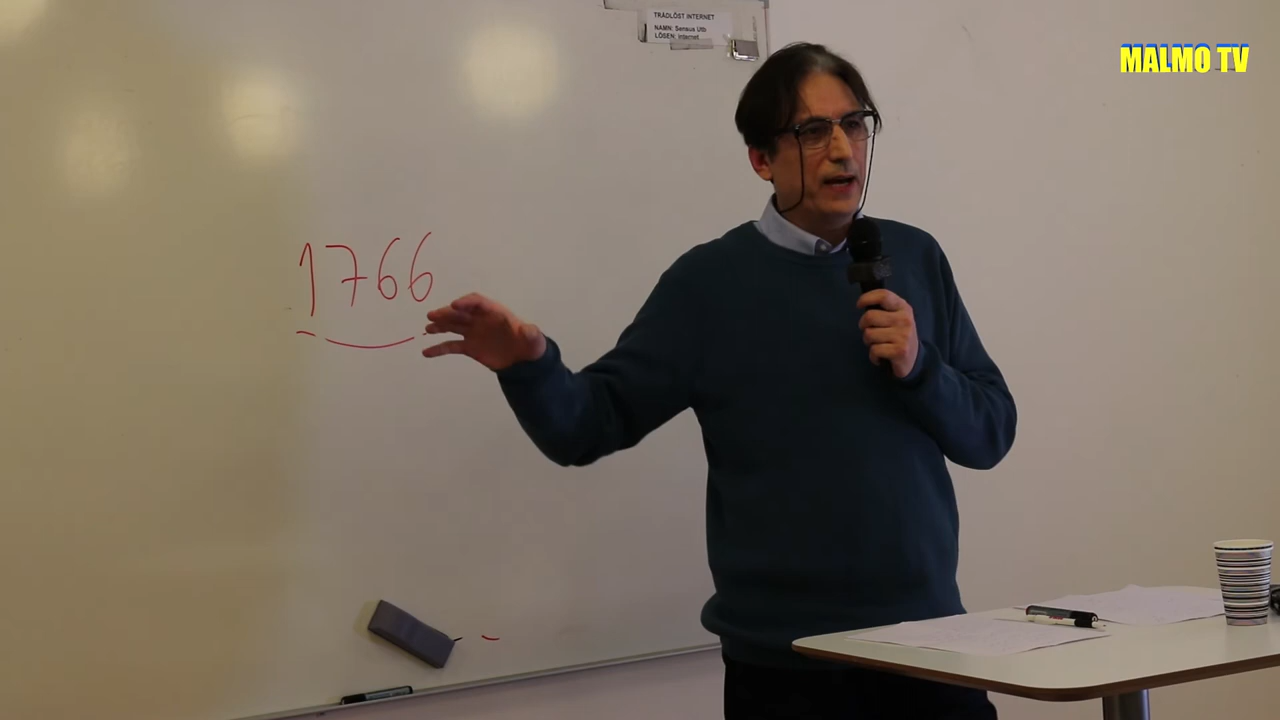 TRÅDLÖST INTERNET
NAMN: Sensus Utb
LÖSEN: internet
MALMO TV
1766